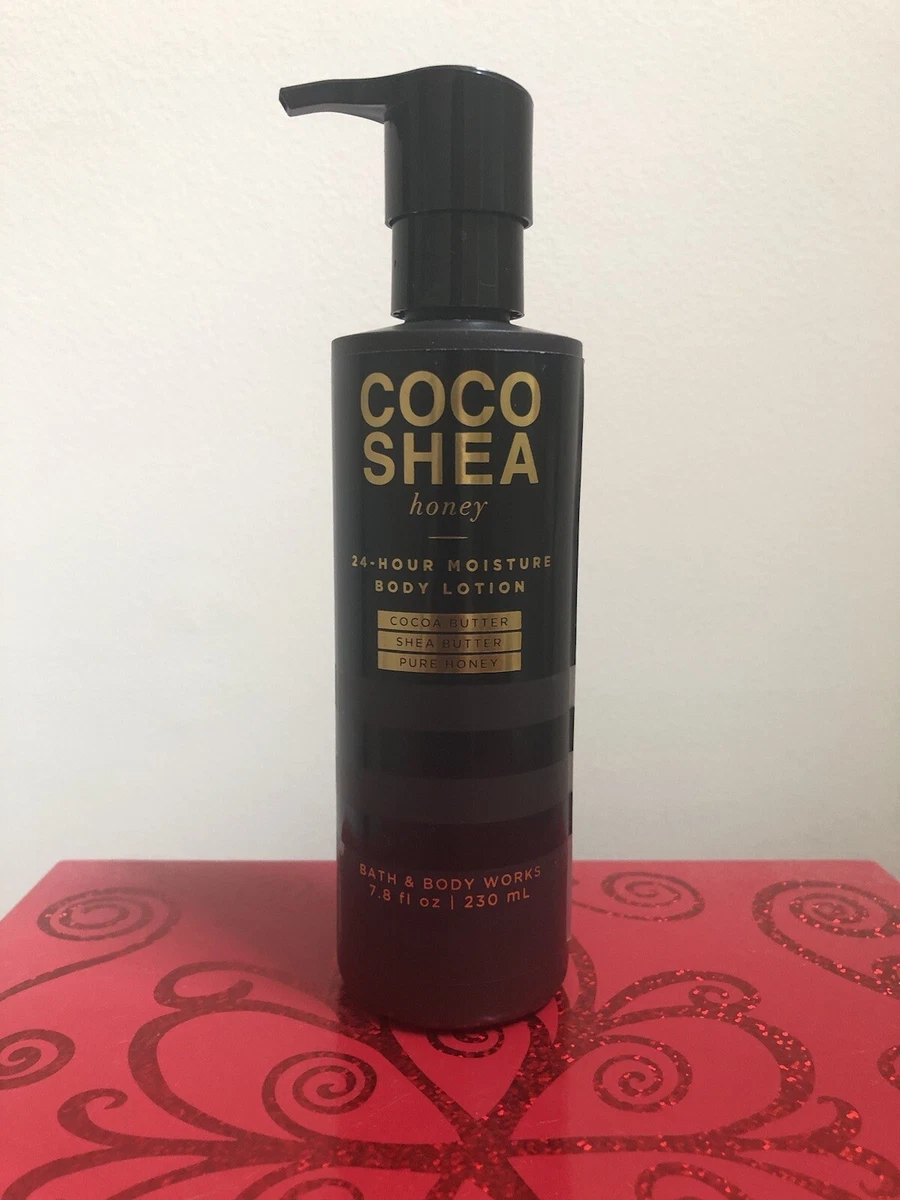 COCO
SHEA
honey
24-HOUR MOISTURE
BODY LOTION
COCOA BUTTER
SHEA BUTTER
PURE HONEY
BATH & BODY WORKS
7.8 fl oz | 230 mL